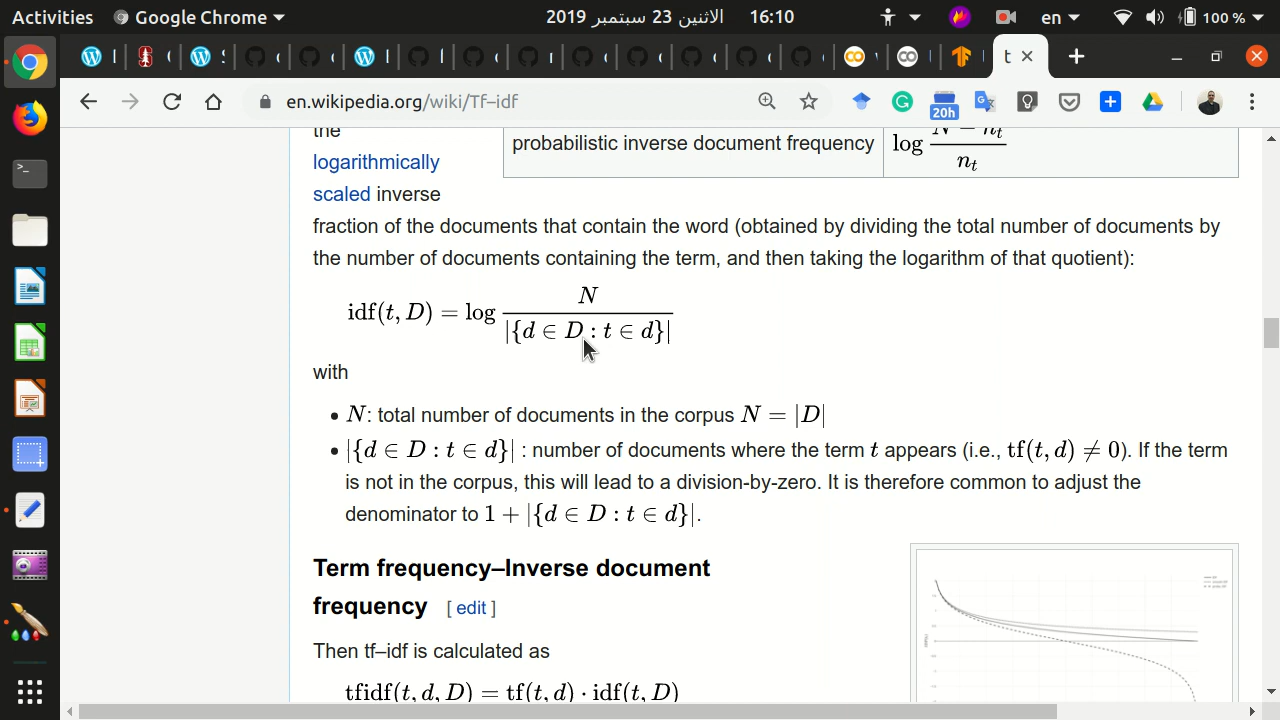 Activities Google Chrome 2019 الاثنين 23 سبتمبر 16:10 en 100 %
t
en.wikipedia.org/wiki/Tf–idf 20h
the
logarithmically
scaled inverse
probabilistic inverse document frequency log N − n_t / n_t
fraction of the documents that contain the word (obtained by dividing the total number of documents by
the number of documents containing the term, and then taking the logarithm of that quotient):
idf(t, D) = log N / |{d ∈ D : t ∈ d}|
with
• N: total number of documents in the corpus N = |D|
• |{d ∈ D : t ∈ d}| : number of documents where the term t appears (i.e., tf(t, d) ≠ 0). If the term
is not in the corpus, this will lead to a division-by-zero. It is therefore common to adjust the
denominator to 1 + |{d ∈ D : t ∈ d}|.
Term frequency–Inverse document
frequency [ edit ]
Then tf–idf is calculated as
tfidf(t, d, D) = tf(t, d) · idf(t, D)